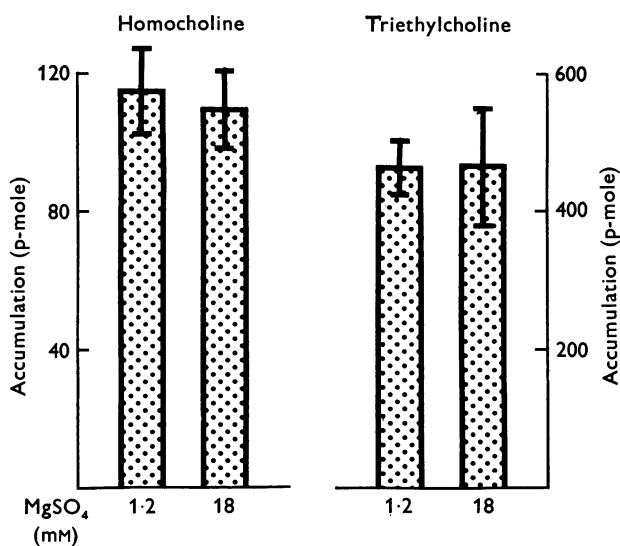 Homocholine
Triethylcholine
120
80
40
Accumulation (p-mole)
600
400
200
Accumulation (p-mole)
MgSO₄
(mM)
1·2
18
1·2
18